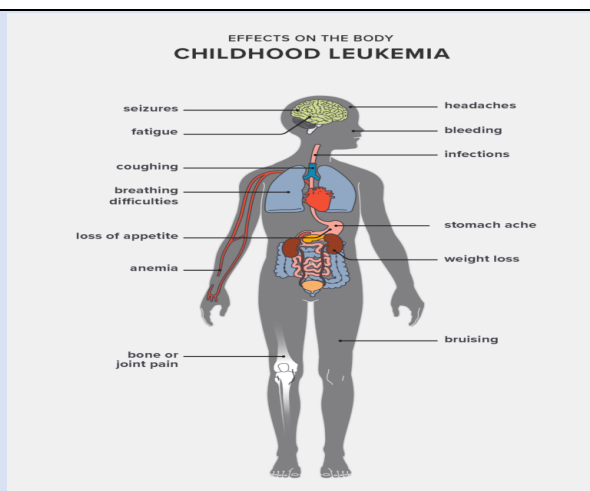 EFFECTS ON THE BODY
CHILDHOOD LEUKEMIA
seizures
fatigue
coughing
breathing
difficulties
loss of appetite
anemia
bone or
joint pain
headaches
bleeding
infections
stomach ache
weight loss
bruising